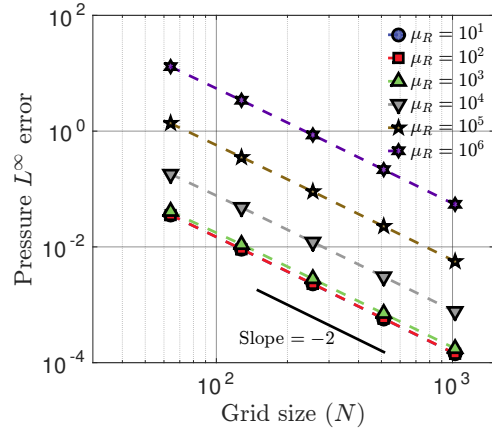 μ_R = 10^1
μ_R = 10^2
μ_R = 10^3
μ_R = 10^4
μ_R = 10^5
μ_R = 10^6
10^2
10^0
10^-2
10^-4
Pressure L^∞ error
Slope = −2
10^2
10^3
Grid size (N)